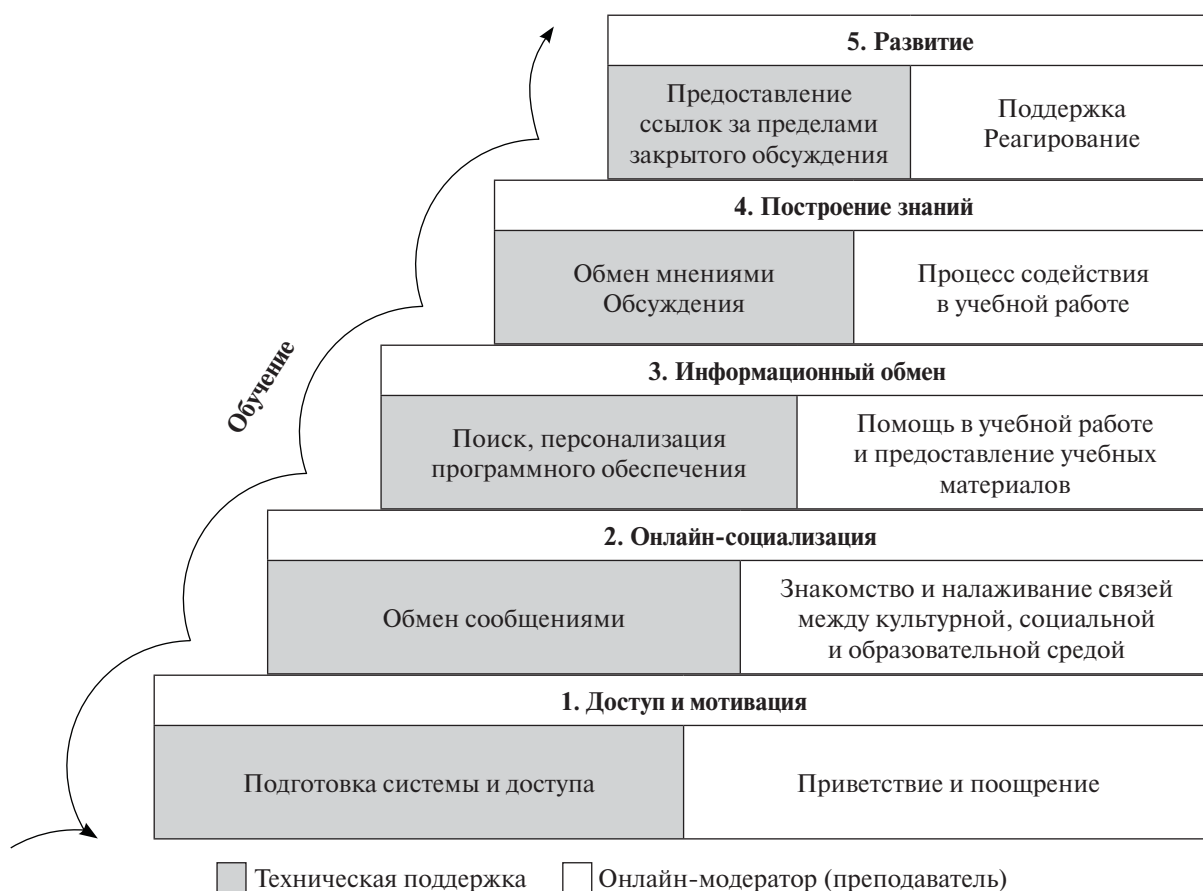 5. Развитие
Предоставление
ссылок за пределами
закрытого обсуждения
Поддержка
Реагирование
4. Построение знаний
Обмен мнениями
Обсуждения
Процесс содействия
в учебной работе
3. Информационный обмен
Поиск, персонализация
программного обеспечения
Помощь в учебной работе
и предоставление учебных
материалов
2. Онлайн-социализация
Обмен сообщениями
Знакомство и налаживание связей
между культурной, социальной
и образовательной средой
1. Доступ и мотивация
Подготовка системы и доступа
Приветствие и поощрение
Обучение
Техническая поддержка
Онлайн-модератор (преподаватель)